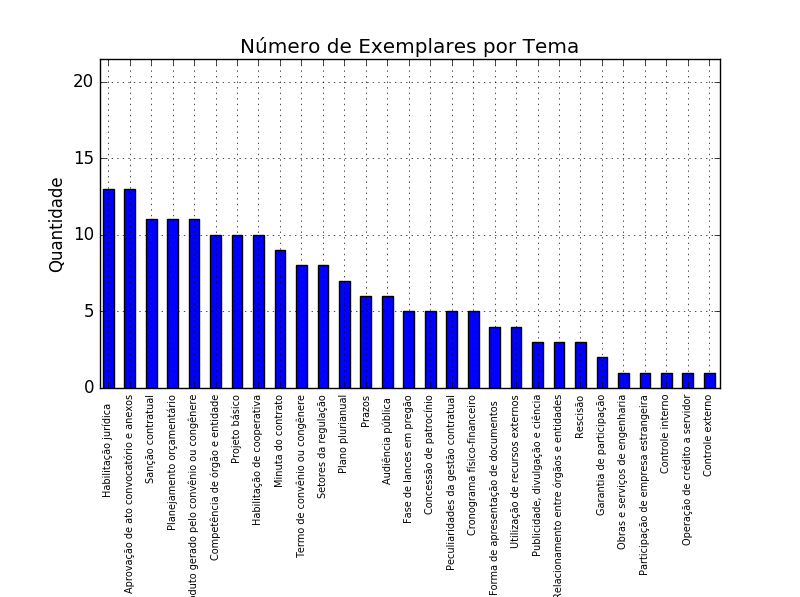 Número de Exemplares por Tema
Quantidade
20
15
10
5
0
Habilitação jurídica
Aprovação de ato convocatório e anexos
Sanção contratual
Planejamento orçamentário
gerado pelo convênio ou congênere
Competência de órgão e entidade
Projeto básico
Habilitação de cooperativa
Minuta do contrato
Termo de convênio ou congênere
Setores da regulação
Plano plurianual
Prazos
Audiência pública
Fase de lances em pregão
Concessão de patrocínio
Peculiaridades da gestão contratual
Cronograma físico-financeiro
Forma de apresentação de documentos
Utilização de recursos externos
Publicidade, divulgação e ciência
Relacionamento entre órgãos e entidades
Rescisão
Garantia de participação
Obras e serviços de engenharia
Participação de empresa estrangeira
Controle interno
Operação de crédito a servidor
Controle externo